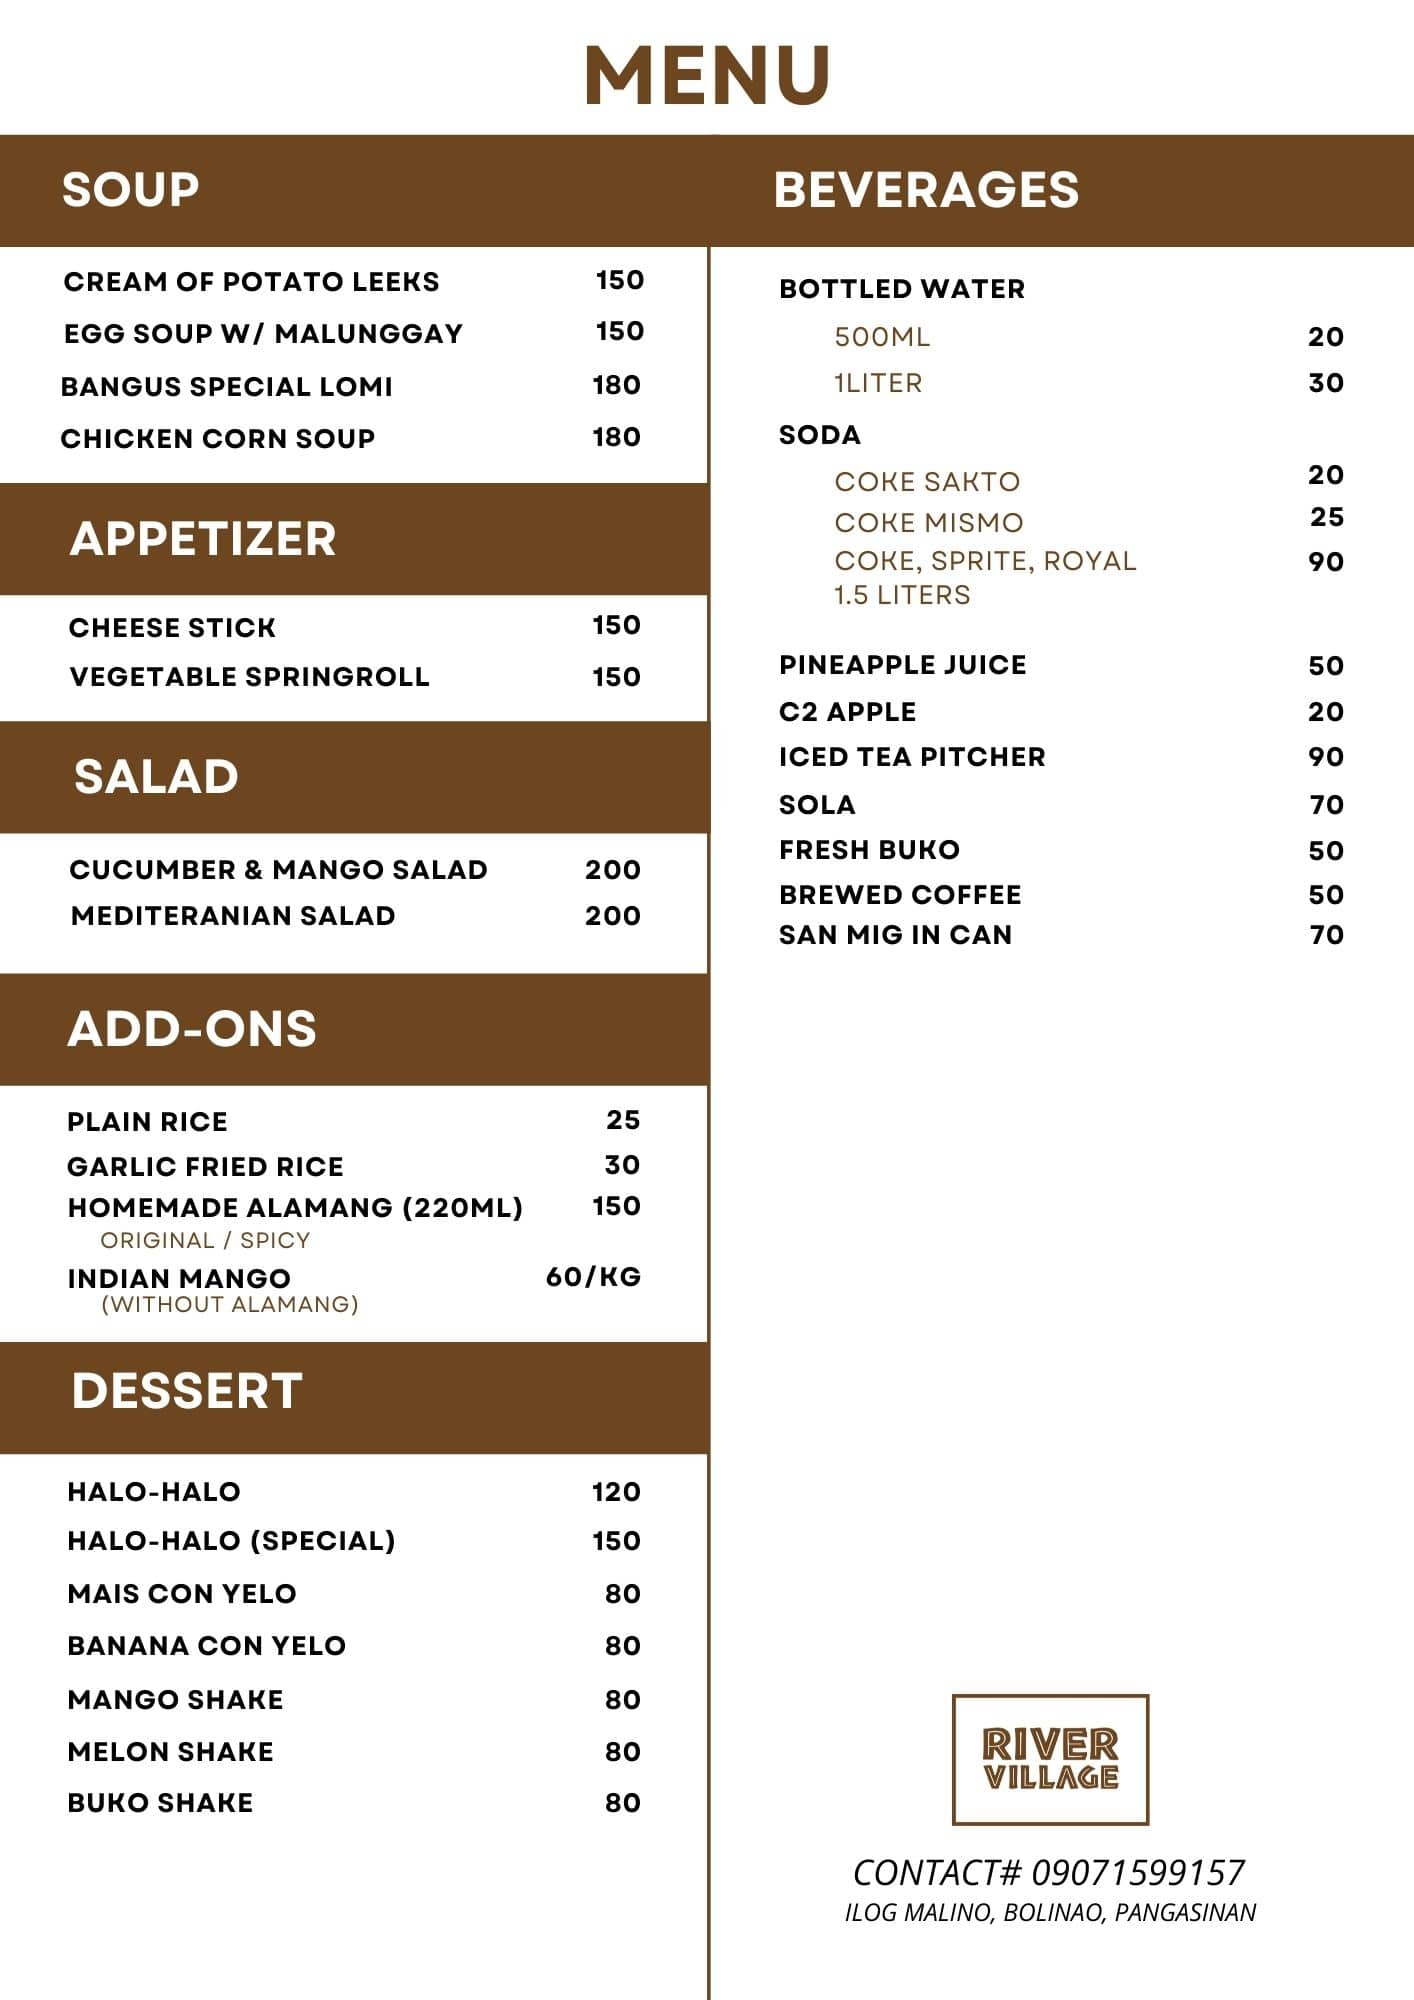 MENU
SOUP
CREAM OF POTATO LEEKS 150
EGG SOUP W/ MALUNGGAY 150
BANGUS SPECIAL LOMI 180
CHICKEN CORN SOUP 180
APPETIZER
CHEESE STICK 150
VEGETABLE SPRINGROLL 150
SALAD
CUCUMBER & MANGO SALAD 200
MEDITERANIAN SALAD 200
ADD-ONS
PLAIN RICE 25
GARLIC FRIED RICE 30
HOMEMADE ALAMANG (220ML) 150
ORIGINAL / SPICY
INDIAN MANGO 60/KG
(WITHOUT ALAMANG)
DESSERT
HALO-HALO 120
HALO-HALO (SPECIAL) 150
MAIS CON YELO 80
BANANA CON YELO 80
MANGO SHAKE 80
MELON SHAKE 80
BUKO SHAKE 80
BEVERAGES
BOTTLED WATER
500ML 20
1LITER 30
SODA
COKE SAKTO 20
COKE MISMO 25
COKE, SPRITE, ROYAL 90
1.5 LITERS
PINEAPPLE JUICE 50
C2 APPLE 20
ICED TEA PITCHER 90
SOLA 70
FRESH BUKO 50
BREWED COFFEE 50
SAN MIG IN CAN 70
RIVER
VILLAGE
CONTACT# 09071599157
ILOG MALINO, BOLINAO, PANGASINAN